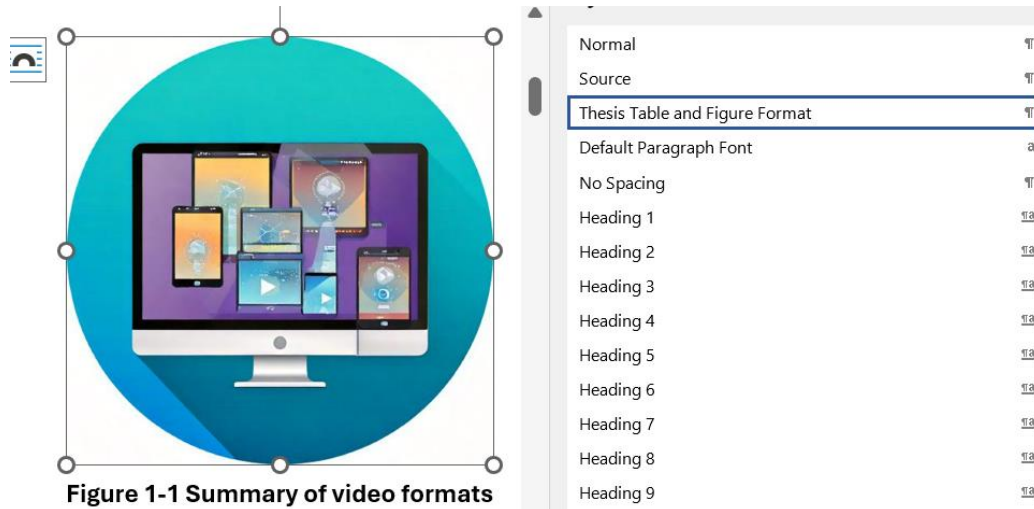 Normal
Source
Thesis Table and Figure Format
Default Paragraph Font
No Spacing
Heading 1
Heading 2
Heading 3
Heading 4
Heading 5
Heading 6
Heading 7
Heading 8
Heading 9
Figure 1-1 Summary of video formats